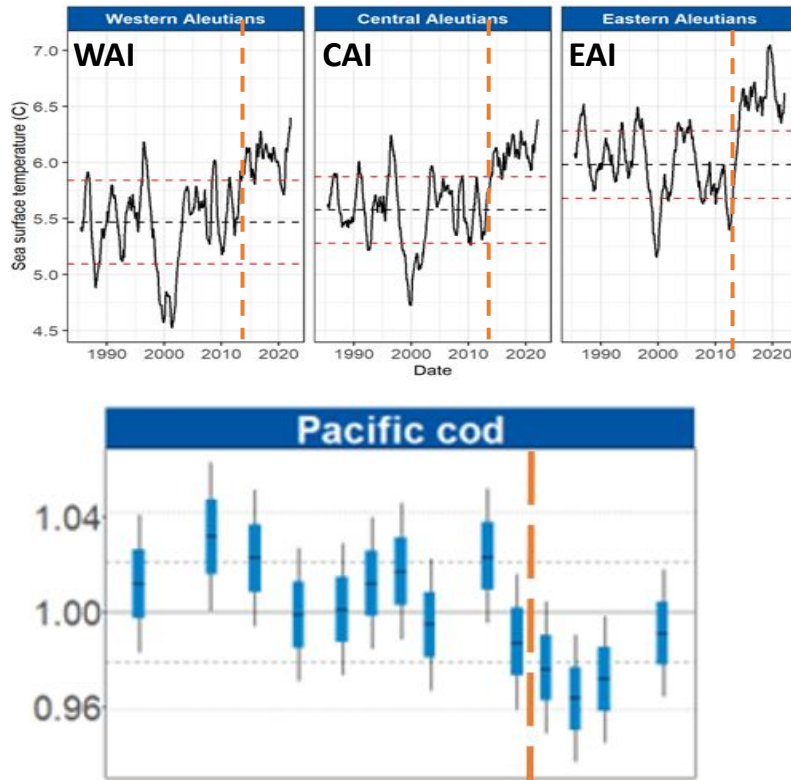 Western Aleutians
Central Aleutians
Eastern Aleutians
WAI
CAI
EAI
Sea surface temperature (C)
7.0
6.5
6.0
5.5
5.0
4.5
1990 2000 2010 2020
1990 2000 2010 2020
1990 2000 2010 2020
Date
Pacific cod
1.04
1.00
0.96